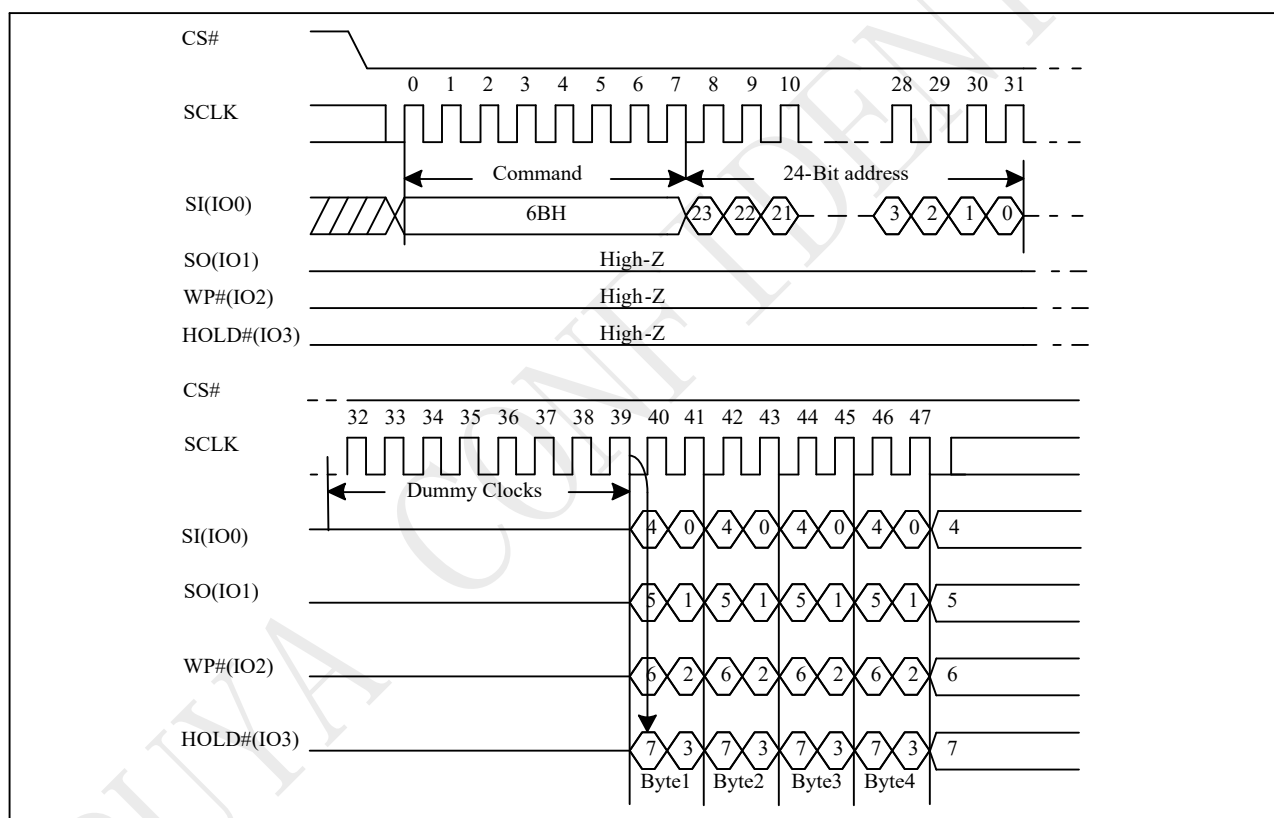 CS#
0 1 2 3 4 5 6 7 8 9 10 28 29 30 31
SCLK
Command 24-Bit address
SI(IO0) 6BH 23 22 21 3 2 1 0
SO(IO1) High-Z
WP#(IO2) High-Z
HOLD#(IO3) High-Z
CS#
32 33 34 35 36 37 38 39 40 41 42 43 44 45 46 47
SCLK
Dummy Clocks
SI(IO0) 4 0 4 0 4 0 4 0 4
SO(IO1) 5 1 5 1 5 1 5 1 5
WP#(IO2) 6 2 6 2 6 2 6 2 6
HOLD#(IO3) 7 3 7 3 7 3 7 3 7
Byte1 Byte2 Byte3 Byte4
PUYA CONFIDENT